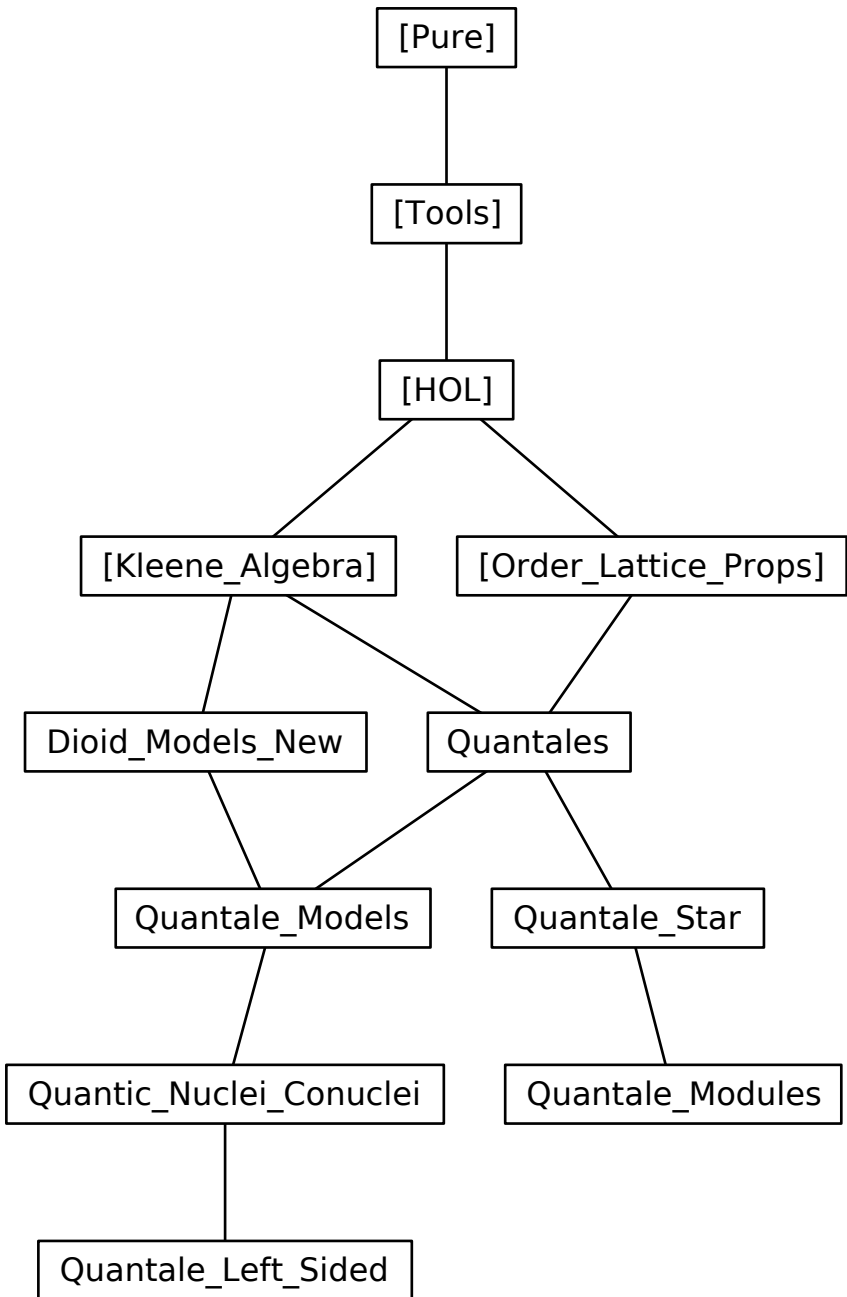 [Pure]
[Tools]
[HOL]
[Kleene_Algebra]
[Order_Lattice_Props]
Dioid_Models_New
Quantales
Quantale_Models
Quantale_Star
Quantic_Nuclei_Conuclei
Quantale_Modules
Quantale_Left_Sided